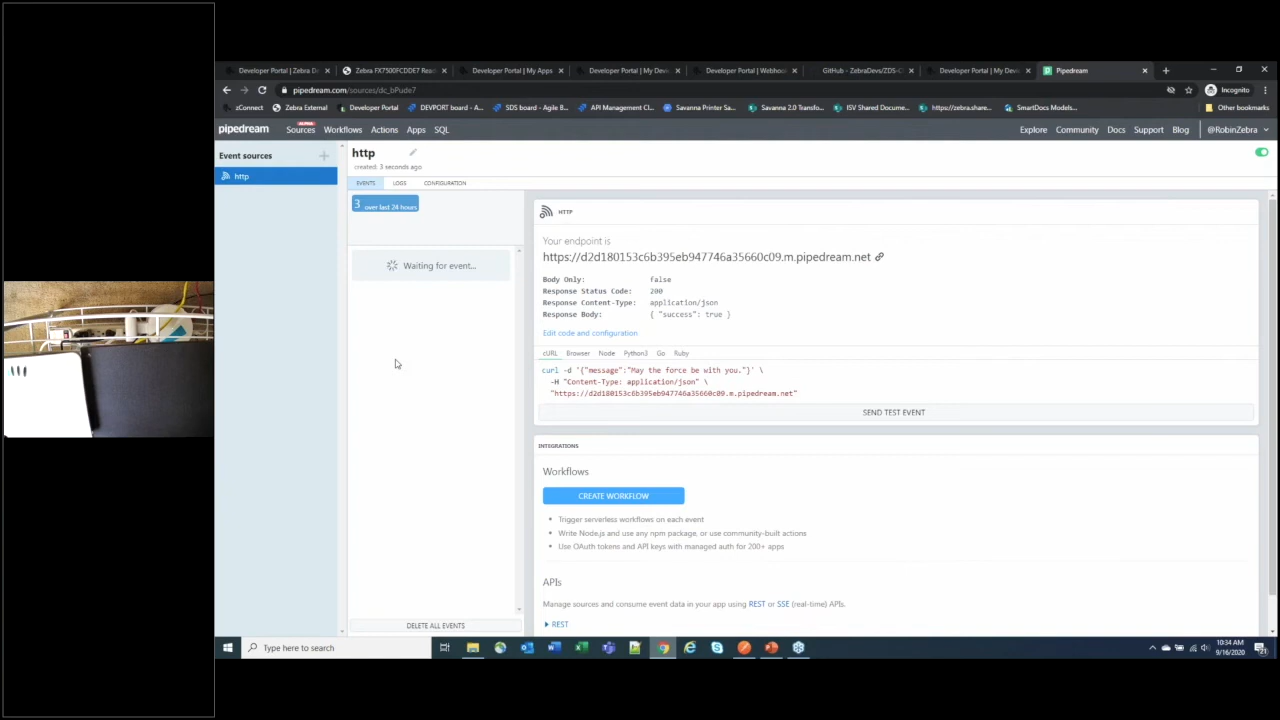 Developer Portal | Zebra De
Zebra FX7500FCDDE7 Rea
Developer Portal | My Apps
Developer Portal | My Dev
Developer Portal | Webhoo
GitHub - ZebraDevs/ZDS-C
Developer Portal | My Dev
Pipedream
pipedream.com/sources/dc_bPude7
Incognito
zConnect
Zebra External
Developer Portal
DEVPORT board - A...
SDS board - Agile B...
API Management Cl...
Savanna Printer Sa...
Savanna 2.0 Transfo...
ISV Shared Docume...
https://zebra.share...
SmartDocs Models...
Other bookmarks
pipedream
Sources
ALPHA
Workflows
Actions
Apps
SQL
Explore
Community
Docs
Support
Blog
@RobinZebra
Event sources
http
http
created: 3 seconds ago
EVENTS
LOGS
CONFIGURATION
3 over last 24 hours
Waiting for event...
DELETE ALL EVENTS
HTTP
Your endpoint is
https://d2d180153c6b395eb947746a35660c09.m.pipedream.net
Body Only: false
Response Status Code: 200
Response Content-Type: application/json
Response Body: { "success": true }
Edit code and configuration
cURL
Browser
Node
Python3
Go
Ruby
curl -d '{"message":"May the force be with you."}' \
-H "Content-Type: application/json" \
"https://d2d180153c6b395eb947746a35660c09.m.pipedream.net"
SEND TEST EVENT
INTEGRATIONS
Workflows
CREATE WORKFLOW
• Trigger serverless workflows on each event
• Write Node.js and use any npm package, or use community-built actions
• Use OAuth tokens and API keys with managed auth for 200+ apps
APIs
Manage sources and consume event data in your app using REST or SSE (real-time) APIs.
REST
Type here to search
10:34 AM
9/16/2020